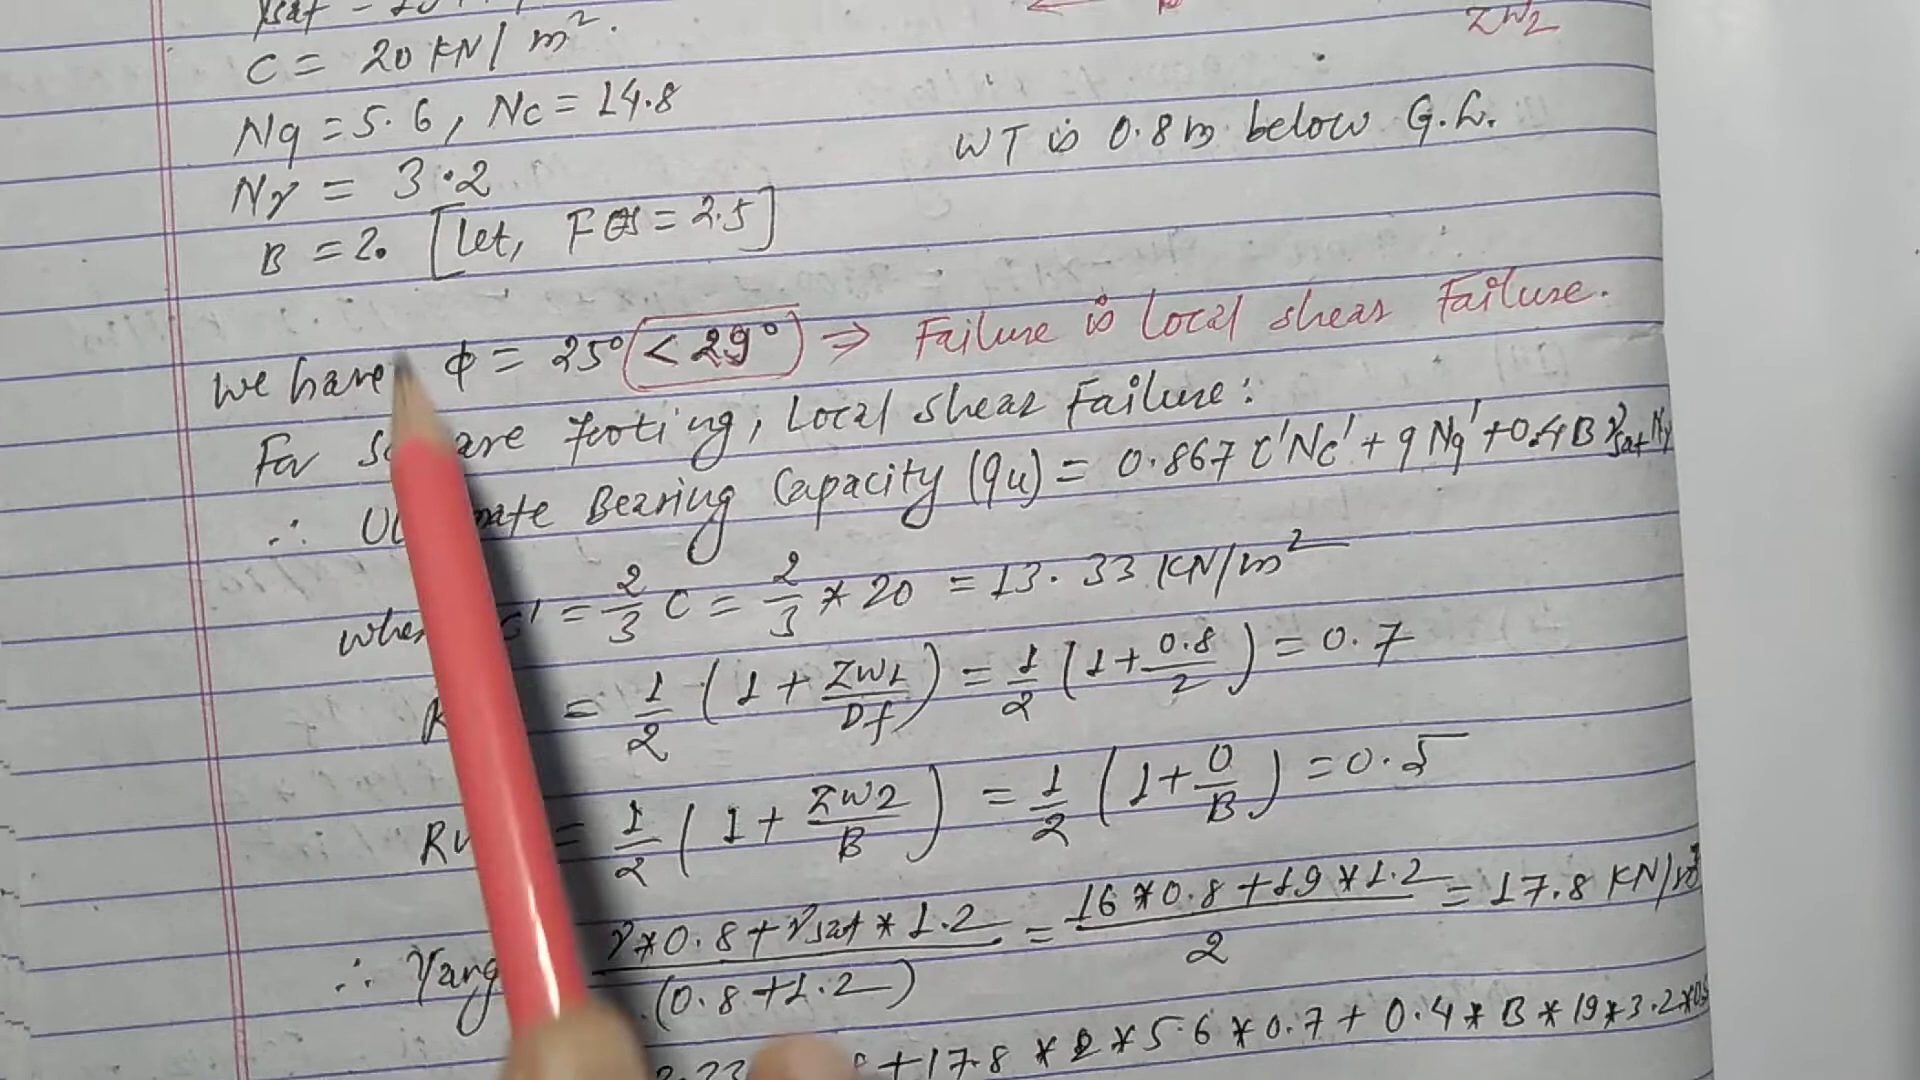 C = 20 KN/m².
Nq = 5.6, Nc = 14.8
Nγ = 3.2
B = ?. [let, FOS = 2.5]
ZW2
WT is 0.8m below G.L.
We have, φ = 25° < 29° ⇒ Failure is Local shear Failure.
For square footing, Local shear Failure:
∴ Bearing Capacity (qu) = 0.867 C'Nc' + q Nq' + 0.4 B γsat Nγ
c' = 2/3 C = 2/3 * 20 = 13.33 KN/m²
= 1/2 (1 + ZW1/Df) = 1/2 (1 + 0.8/2) = 0.7
= 1/2 (1 + ZW2/B) = 1/2 (1 + 0/B) = 0.5
∴ γavg (γ*0.8 + γsat * 1.2)/(0.8 + 1.2) = (16*0.8 + 19*1.2)/2 = 17.8 KN/m³
+ 17.8 * 2 * 5.6 * 0.7 + 0.4 * B * 19 * 3.2 * 0.5